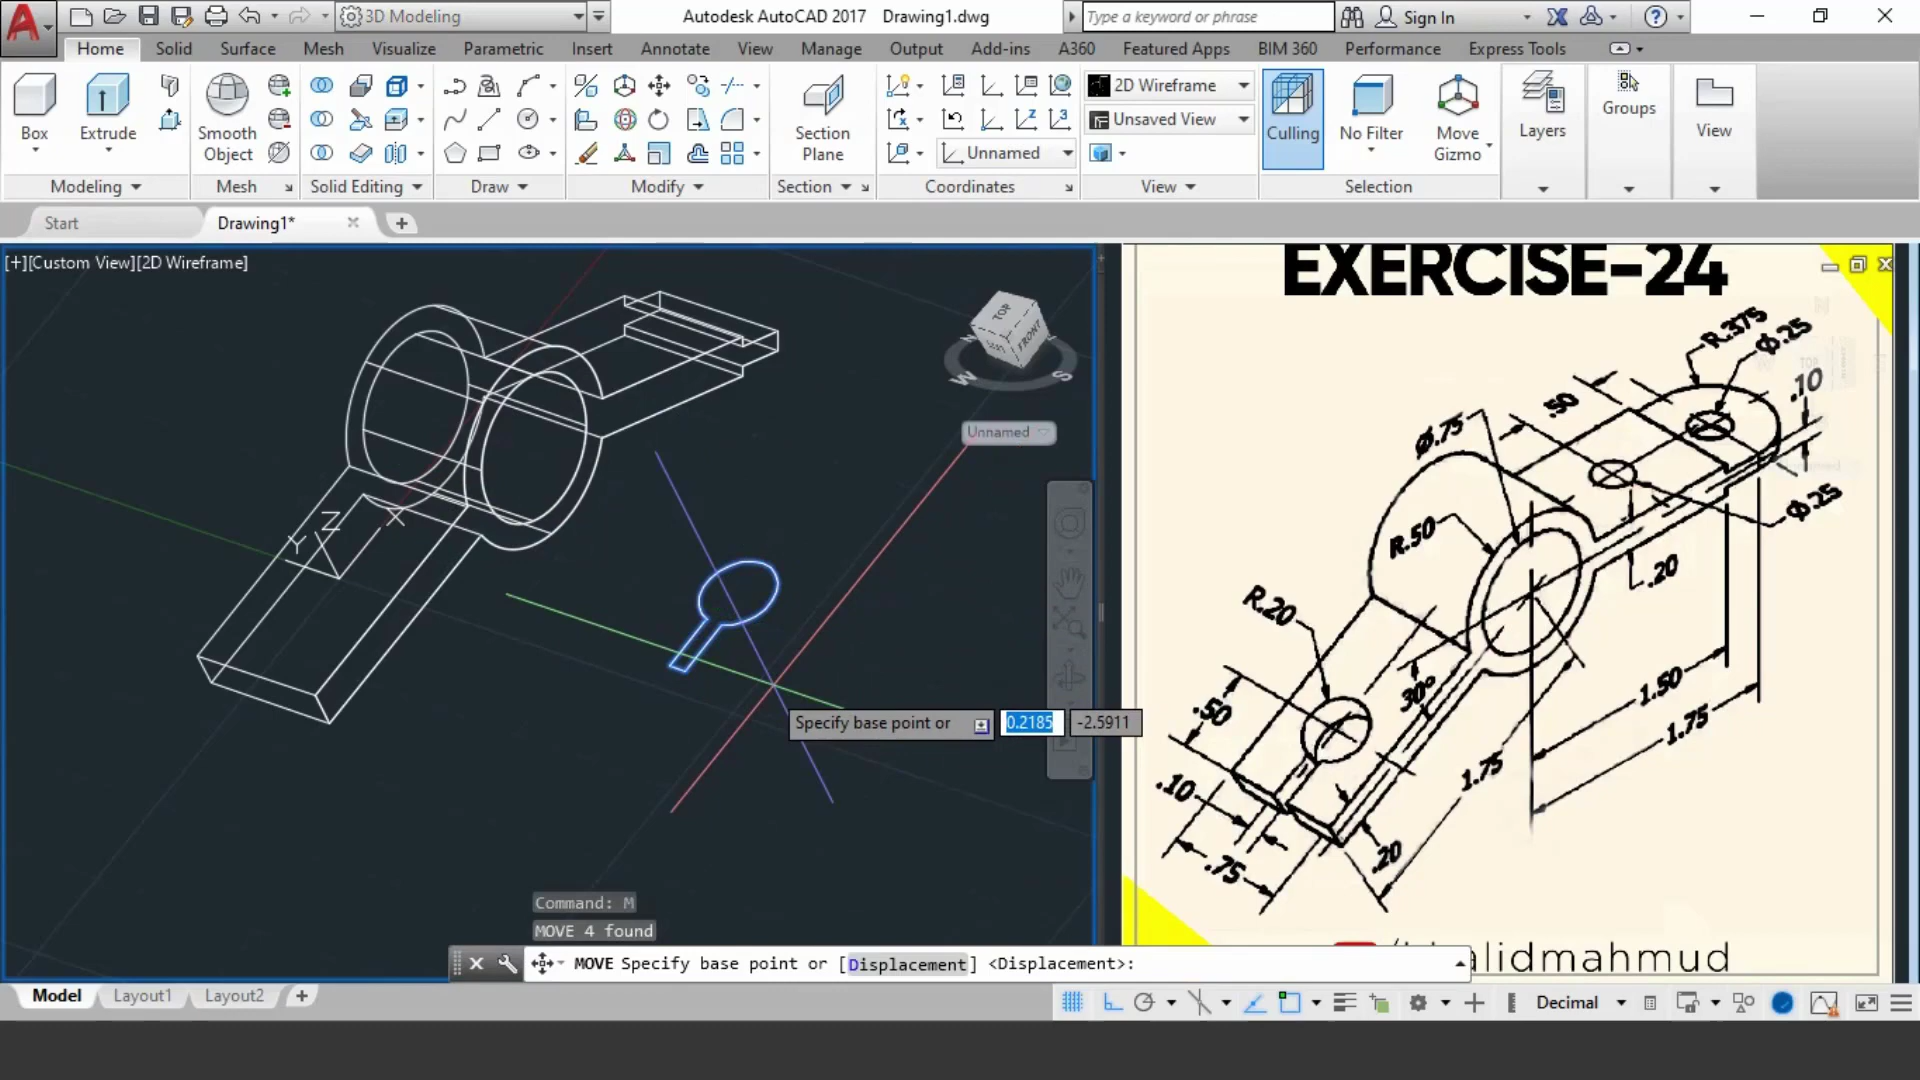 3D Modeling
Autodesk AutoCAD 2017 Drawing1.dwg
Type a keyword or phrase
Sign In
Home Solid Surface Mesh Visualize Parametric Insert Annotate View Manage Output Add-ins A360 Featured Apps BIM 360 Performance Express Tools
Box
Extrude
Smooth
Object
Section
Plane
2D Wireframe
Unsaved View
Unnamed
Culling
No Filter
Move
Gizmo
Layers
Groups
View
Modeling
Mesh
Solid Editing
Draw
Modify
Section
Coordinates
View
Selection
Start
Drawing1*
[+][Custom View][2D Wireframe]
TOP
FRONT
W
S
Unnamed
Z
Y
X
Specify base point or 0.2185 -2.5911
Command: M
MOVE 4 found
MOVE Specify base point or [Displacement] <Displacement>:
EXERCISE-24
R.375
Φ.25
.10
.50
Φ.75
Φ.25
R.50
.20
R.20
30°
.50
1.50
1.75
1.75
.10
.20
.75
alidmahmud
Model Layout1 Layout2
Decimal